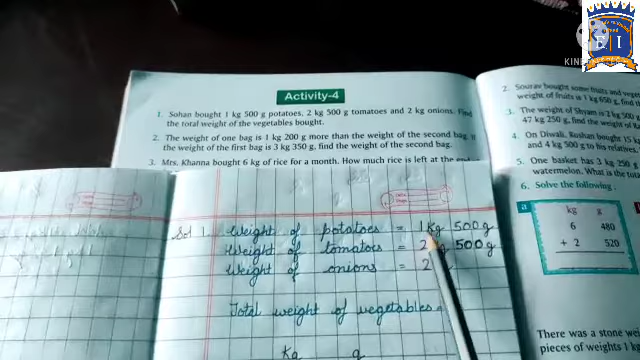 Activity-4
1. Sohan bought 1 kg 500 g potatoes, 2 kg 500 g tomatoes and 2 kg onions. Find
the total weight of the vegetables bought.
2. The weight of one bag is 1 kg 200 g more than the weight of the second bag. If
the weight of the first bag is 3 kg 350 g, find the weight of the second bag.
3. Mrs. Khanna bought 6 kg of rice for a month. How much rice is left at the end
Sol 1. Weight of potatoes = 1 kg 500 g
Weight of tomatoes = 2 kg 500 g
Weight of onions = 2
Total weight of vegetables =
Kg g
2. Sourav bought some fruits and
weight of fruits is 1 kg 650 g, find
3. The weight of Shyam is 2 kg
47 kg 250 g, find the weight of
4. On Diwali, Roshan bought 15
and 4 kg 500 g to his relatives.
5. One basket has 3 kg 250 g
watermelon. What is the total
6. Solve the following.
a
kg g
6 480
+ 2 520
There was a stone
pieces of weights 1
E I
KIN